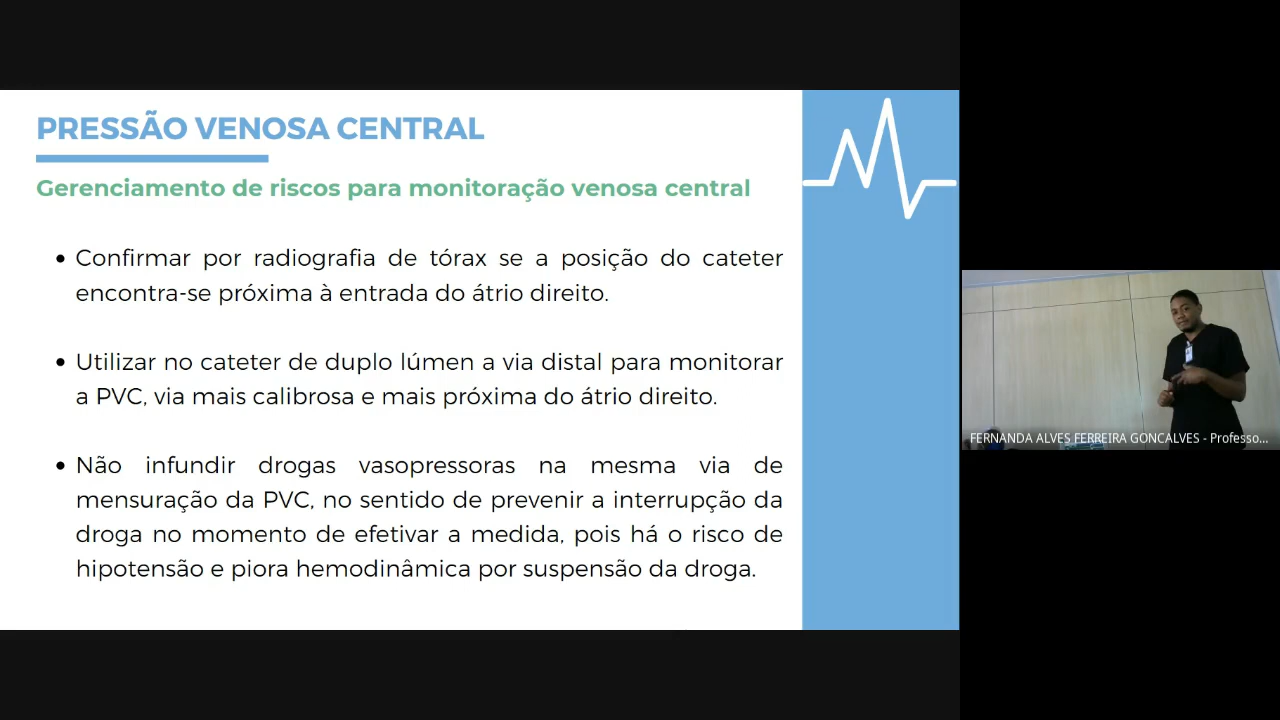 PRESSÃO VENOSA CENTRAL
Gerenciamento de riscos para monitoração venosa central
• Confirmar por radiografia de tórax se a posição do cateter
encontra-se próxima à entrada do átrio direito.
• Utilizar no cateter de duplo lúmen a via distal para monitorar
a PVC, via mais calibrosa e mais próxima do átrio direito.
• Não infundir drogas vasopressoras na mesma via de
mensuração da PVC, no sentido de prevenir a interrupção da
droga no momento de efetivar a medida, pois há o risco de
hipotensão e piora hemodinâmica por suspensão da droga.
FERNANDA ALVES FERREIRA GONCALVES - Professo...